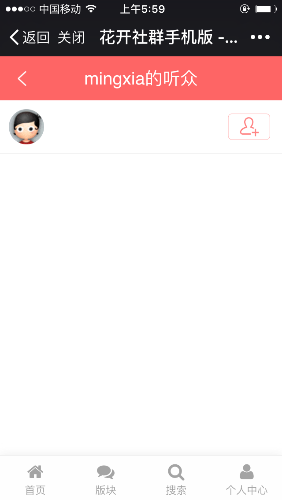 中国移动 上午5:59
返回 关闭 花开社群手机版 -...
mingxia的听众
首页 版块 搜索 个人中心